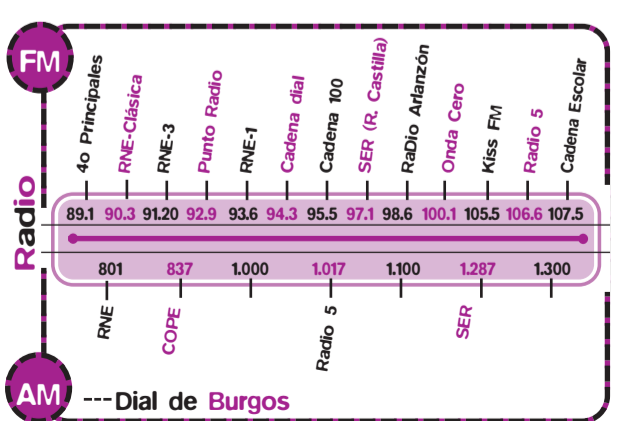 FM
4o Principales
RNE-Clásica
RNE-3
Punto Radio
RNE-1
Cadena dial
Cadena 100
SER (R. Castilla)
RaDio Arlanzón
Onda Cero
Kiss FM
Radio 5
Cadena Escolar
Radio
89.1 90.3 91.20 92.9 93.6 94.3 95.5 97.1 98.6 100.1 105.5 106.6 107.5
801 837 1.000 1.017 1.100 1.287 1.300
RNE
COPE
Radio 5
SER
AM
---Dial de Burgos